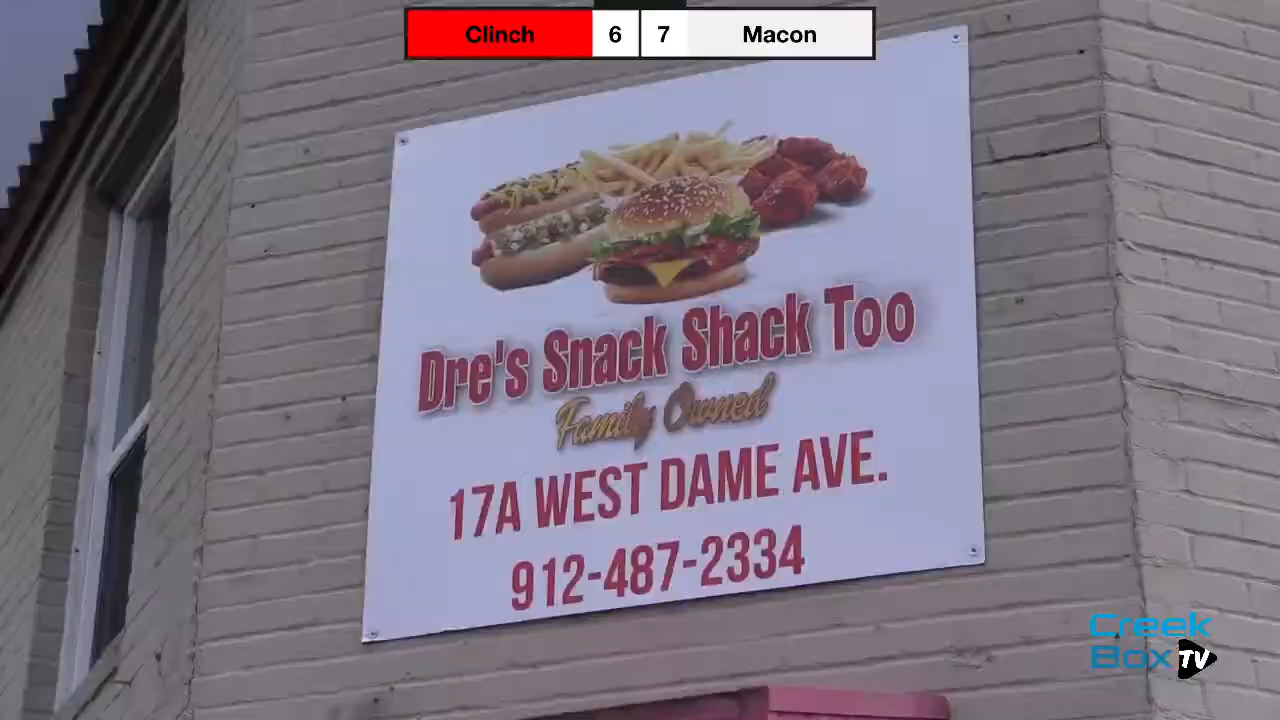 Clinch 6 7 Macon
Dre's Snack Shack Too
Family Owned
17A WEST DAME AVE.
912-487-2334
Creek
Box TV